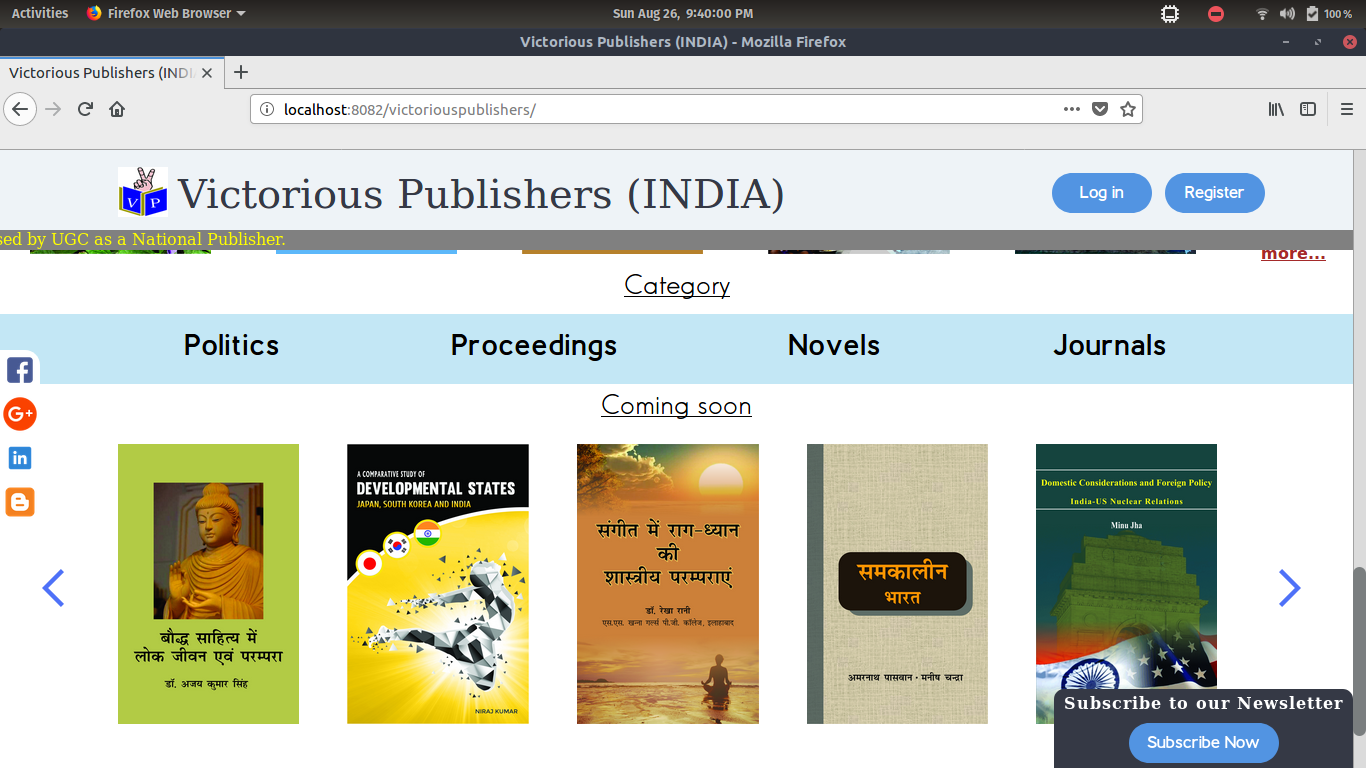 Activities Firefox Web Browser Sun Aug 26, 9:40:00 PM 100 %
Victorious Publishers (INDIA) - Mozilla Firefox
Victorious Publishers (INDI
localhost:8082/victoriouspublishers/
V P Victorious Publishers (INDIA) Log in Register
sed by UGC as a National Publisher.
more...
Category
Politics Proceedings Novels Journals
Coming soon
बौद्ध साहित्य में
लोक जीवन एवं परम्परा
डॉ. अजय कुमार सिंह
A COMPARATIVE STUDY OF
DEVELOPMENTAL STATES
JAPAN, SOUTH KOREA AND INDIA
NIRAJ KUMAR
संगीत में राग-ध्यान
की
शास्त्रीय परम्पराएं
डॉ. रेखा रानी
एस.एस. खन्ना गर्ल्स पी.जी. कॉलेज, इलाहाबाद
समकालीन
भारत
अमरनाथ पासवान • मनीष चन्द्रा
Domestic Considerations and Foreign Policy
India-US Nuclear Relations
Minu Jha
Subscribe to our Newsletter
Subscribe Now